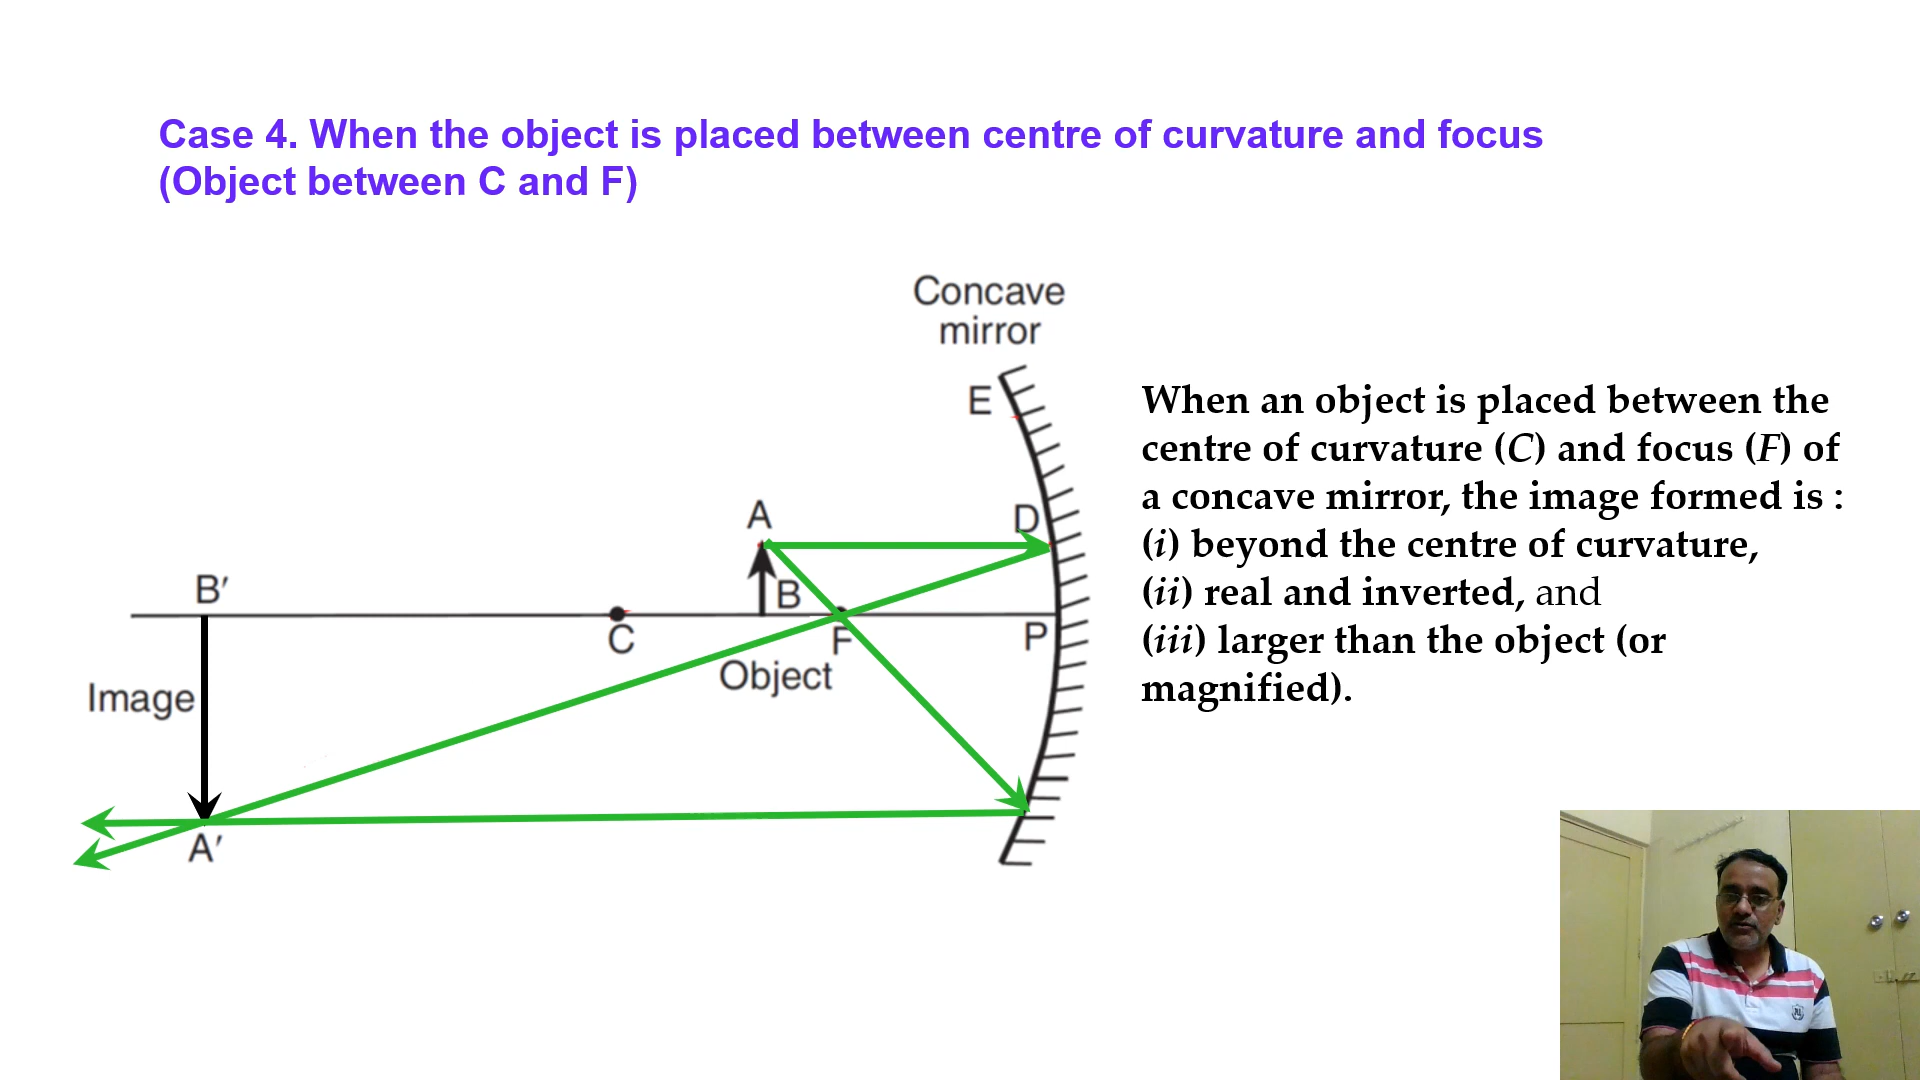 Case 4. When the object is placed between centre of curvature and focus
(Object between C and F)
Concave
mirror
E
When an object is placed between the
centre of curvature (C) and focus (F) of
a concave mirror, the image formed is :
(i) beyond the centre of curvature,
(ii) real and inverted, and
(iii) larger than the object (or
magnified).
A
D
B′
B
C
F
P
Object
Image
A′